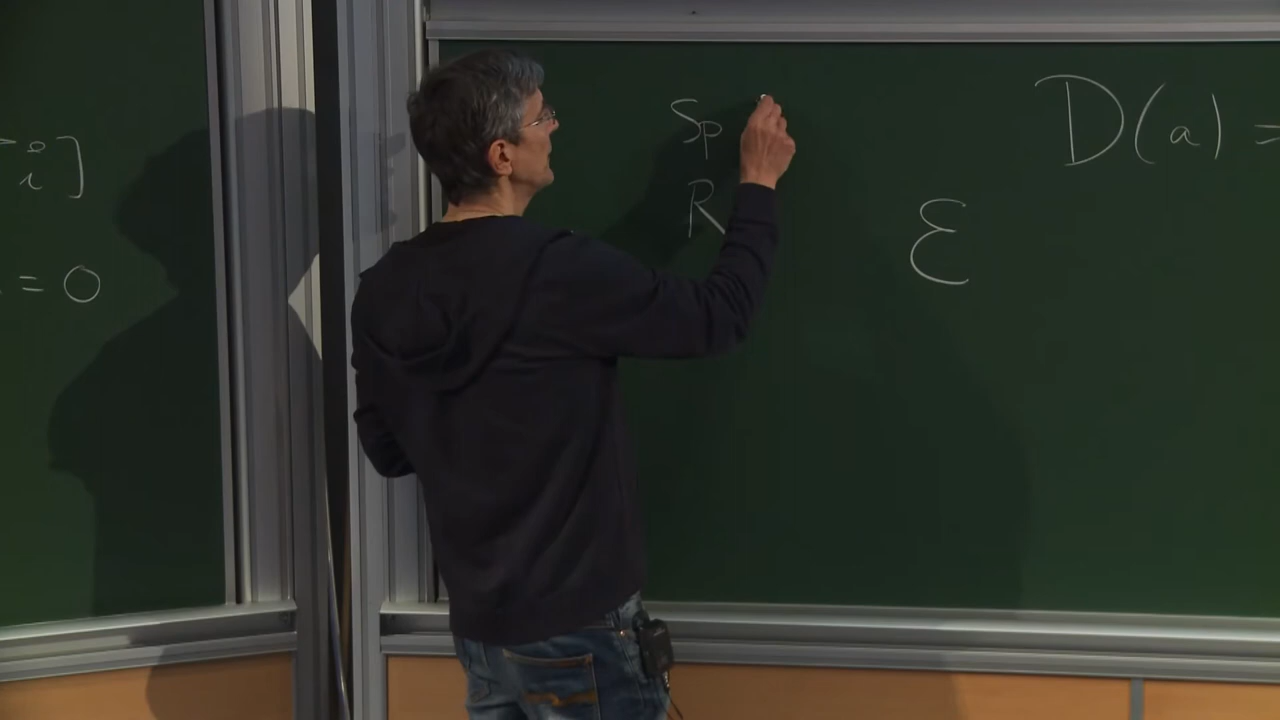 i ]
= 0
Sp
R
ℰ
D(a) =